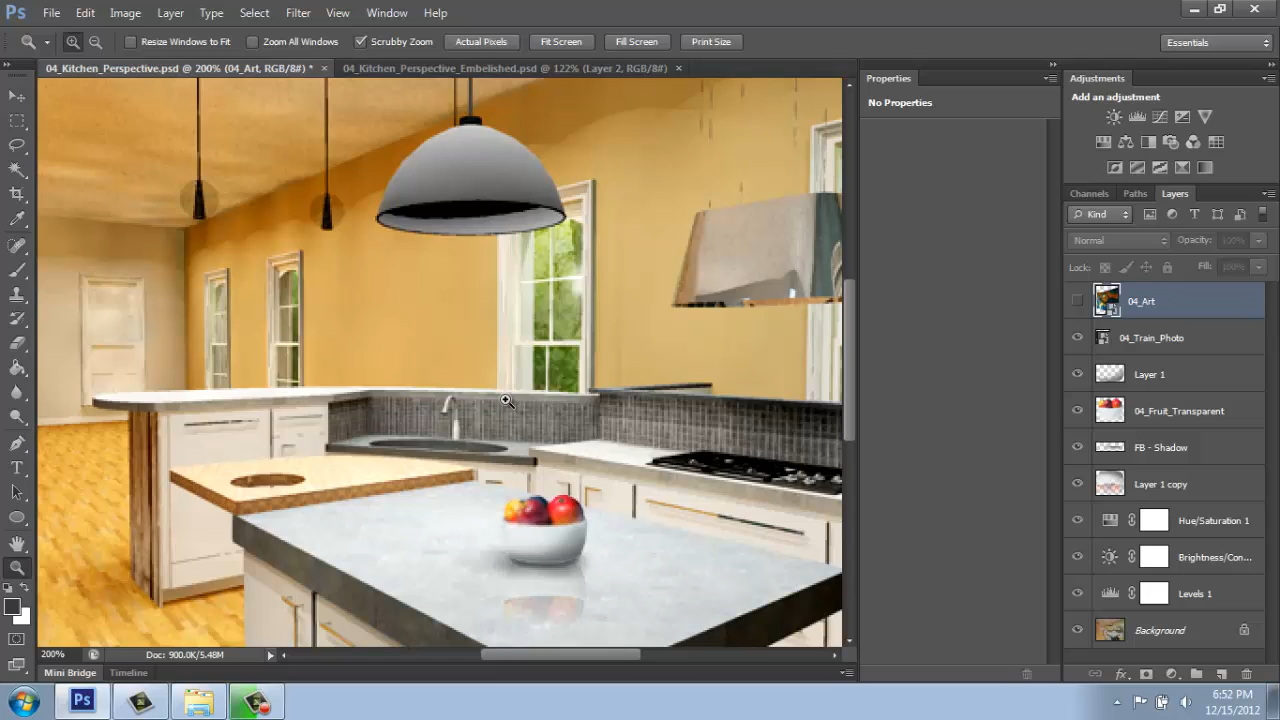 Ps File Edit Image Layer Type Select Filter View Window Help
Resize Windows to Fit Zoom All Windows Scrubby Zoom Actual Pixels Fit Screen Fill Screen Print Size Essentials
04_Kitchen_Perspective.psd @ 200% (04_Art, RGB/8#) * × 04_Kitchen_Perspective_Embelished.psd @ 122% (Layer 2, RGB/8#) ×
Properties
No Properties
Adjustments
Add an adjustment
Channels Paths Layers
Kind
Normal Opacity: 100%
Lock: Fill: 100%
04_Art
04_Train_Photo
Layer 1
04_Fruit_Transparent
FB - Shadow
Layer 1 copy
Hue/Saturation 1
Brightness/Con...
Levels 1
Background
200% Doc: 900.0K/5.48M
Mini Bridge Timeline
Ps
6:52 PM
12/15/2012